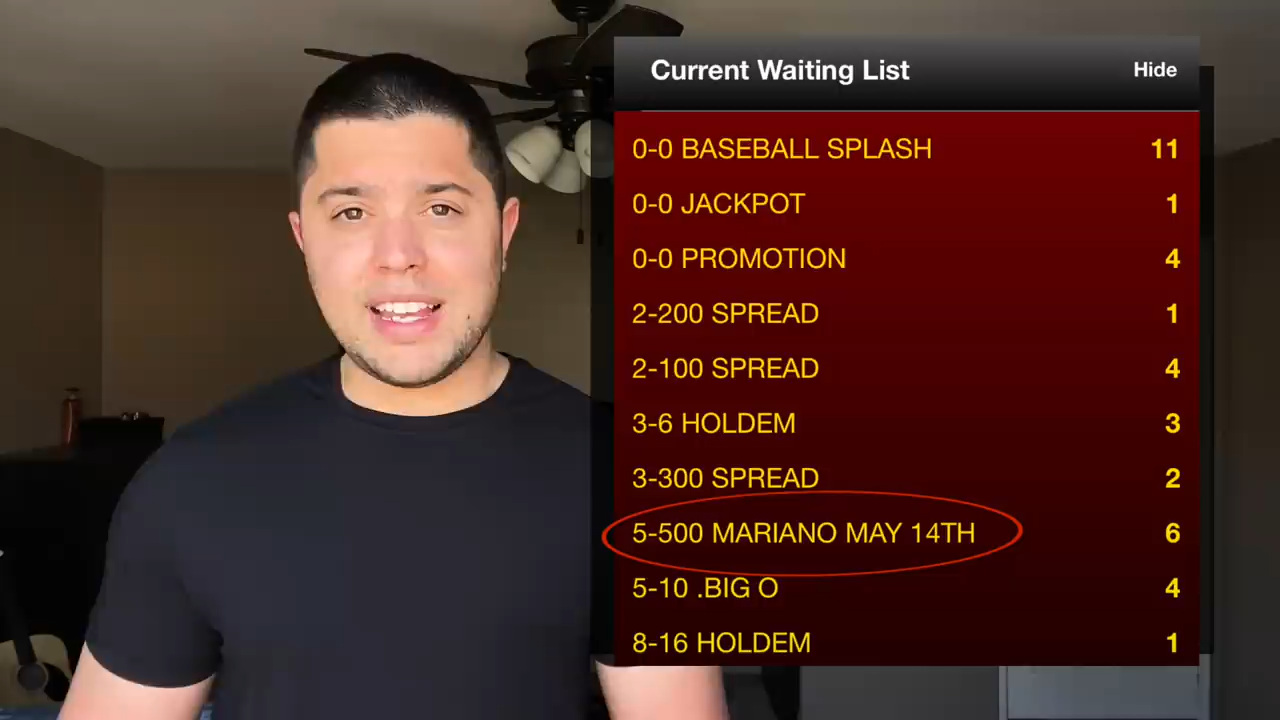 Current Waiting List Hide
0-0 BASEBALL SPLASH 11
0-0 JACKPOT 1
0-0 PROMOTION 4
2-200 SPREAD 1
2-100 SPREAD 4
3-6 HOLDEM 3
3-300 SPREAD 2
5-500 MARIANO MAY 14TH 6
5-10 .BIG O 4
8-16 HOLDEM 1